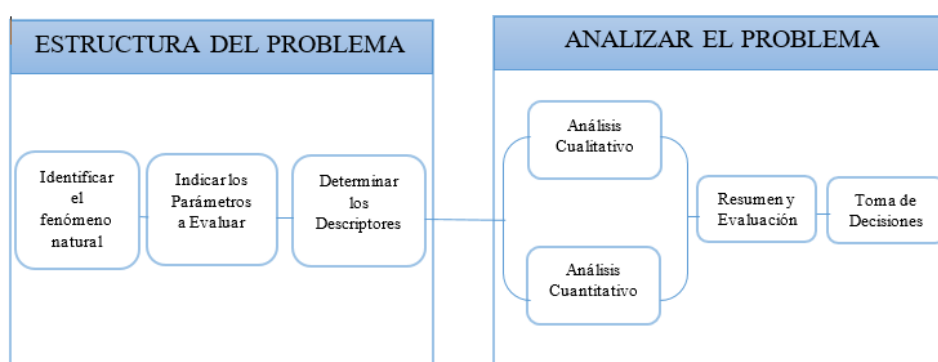 ESTRUCTURA DEL PROBLEMA
Identificar
el
fenómeno
natural
Indicar los
Parámetros
a Evaluar
Determinar
los
Descriptores
ANALIZAR EL PROBLEMA
Análisis
Cualitativo
Análisis
Cuantitativo
Resumen y
Evaluación
Toma de
Decisiones